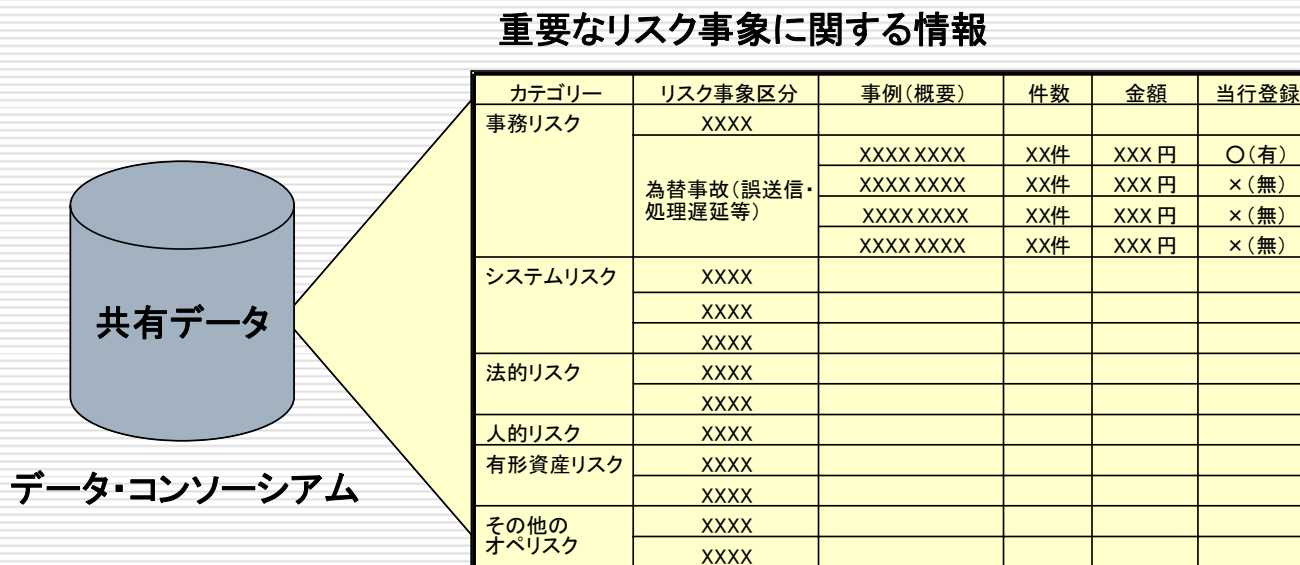 重要なリスク事象に関する情報
カテゴリー リスク事象区分 事例(概要) 件数 金額 当行登録
事務リスク XXXX
為替事故(誤送信・
処理遅延等)
XXXX XXXX XX件 XXX 円 〇(有)
XXXX XXXX XX件 XXX 円 ×(無)
XXXX XXXX XX件 XXX 円 ×(無)
XXXX XXXX XX件 XXX 円 ×(無)
システムリスク XXXX
XXXX
XXXX
法的リスク XXXX
XXXX
人的リスク XXXX
有形資産リスク XXXX
XXXX
その他の
オペリスク
XXXX
XXXX
共有データ
データ・コンソーシアム